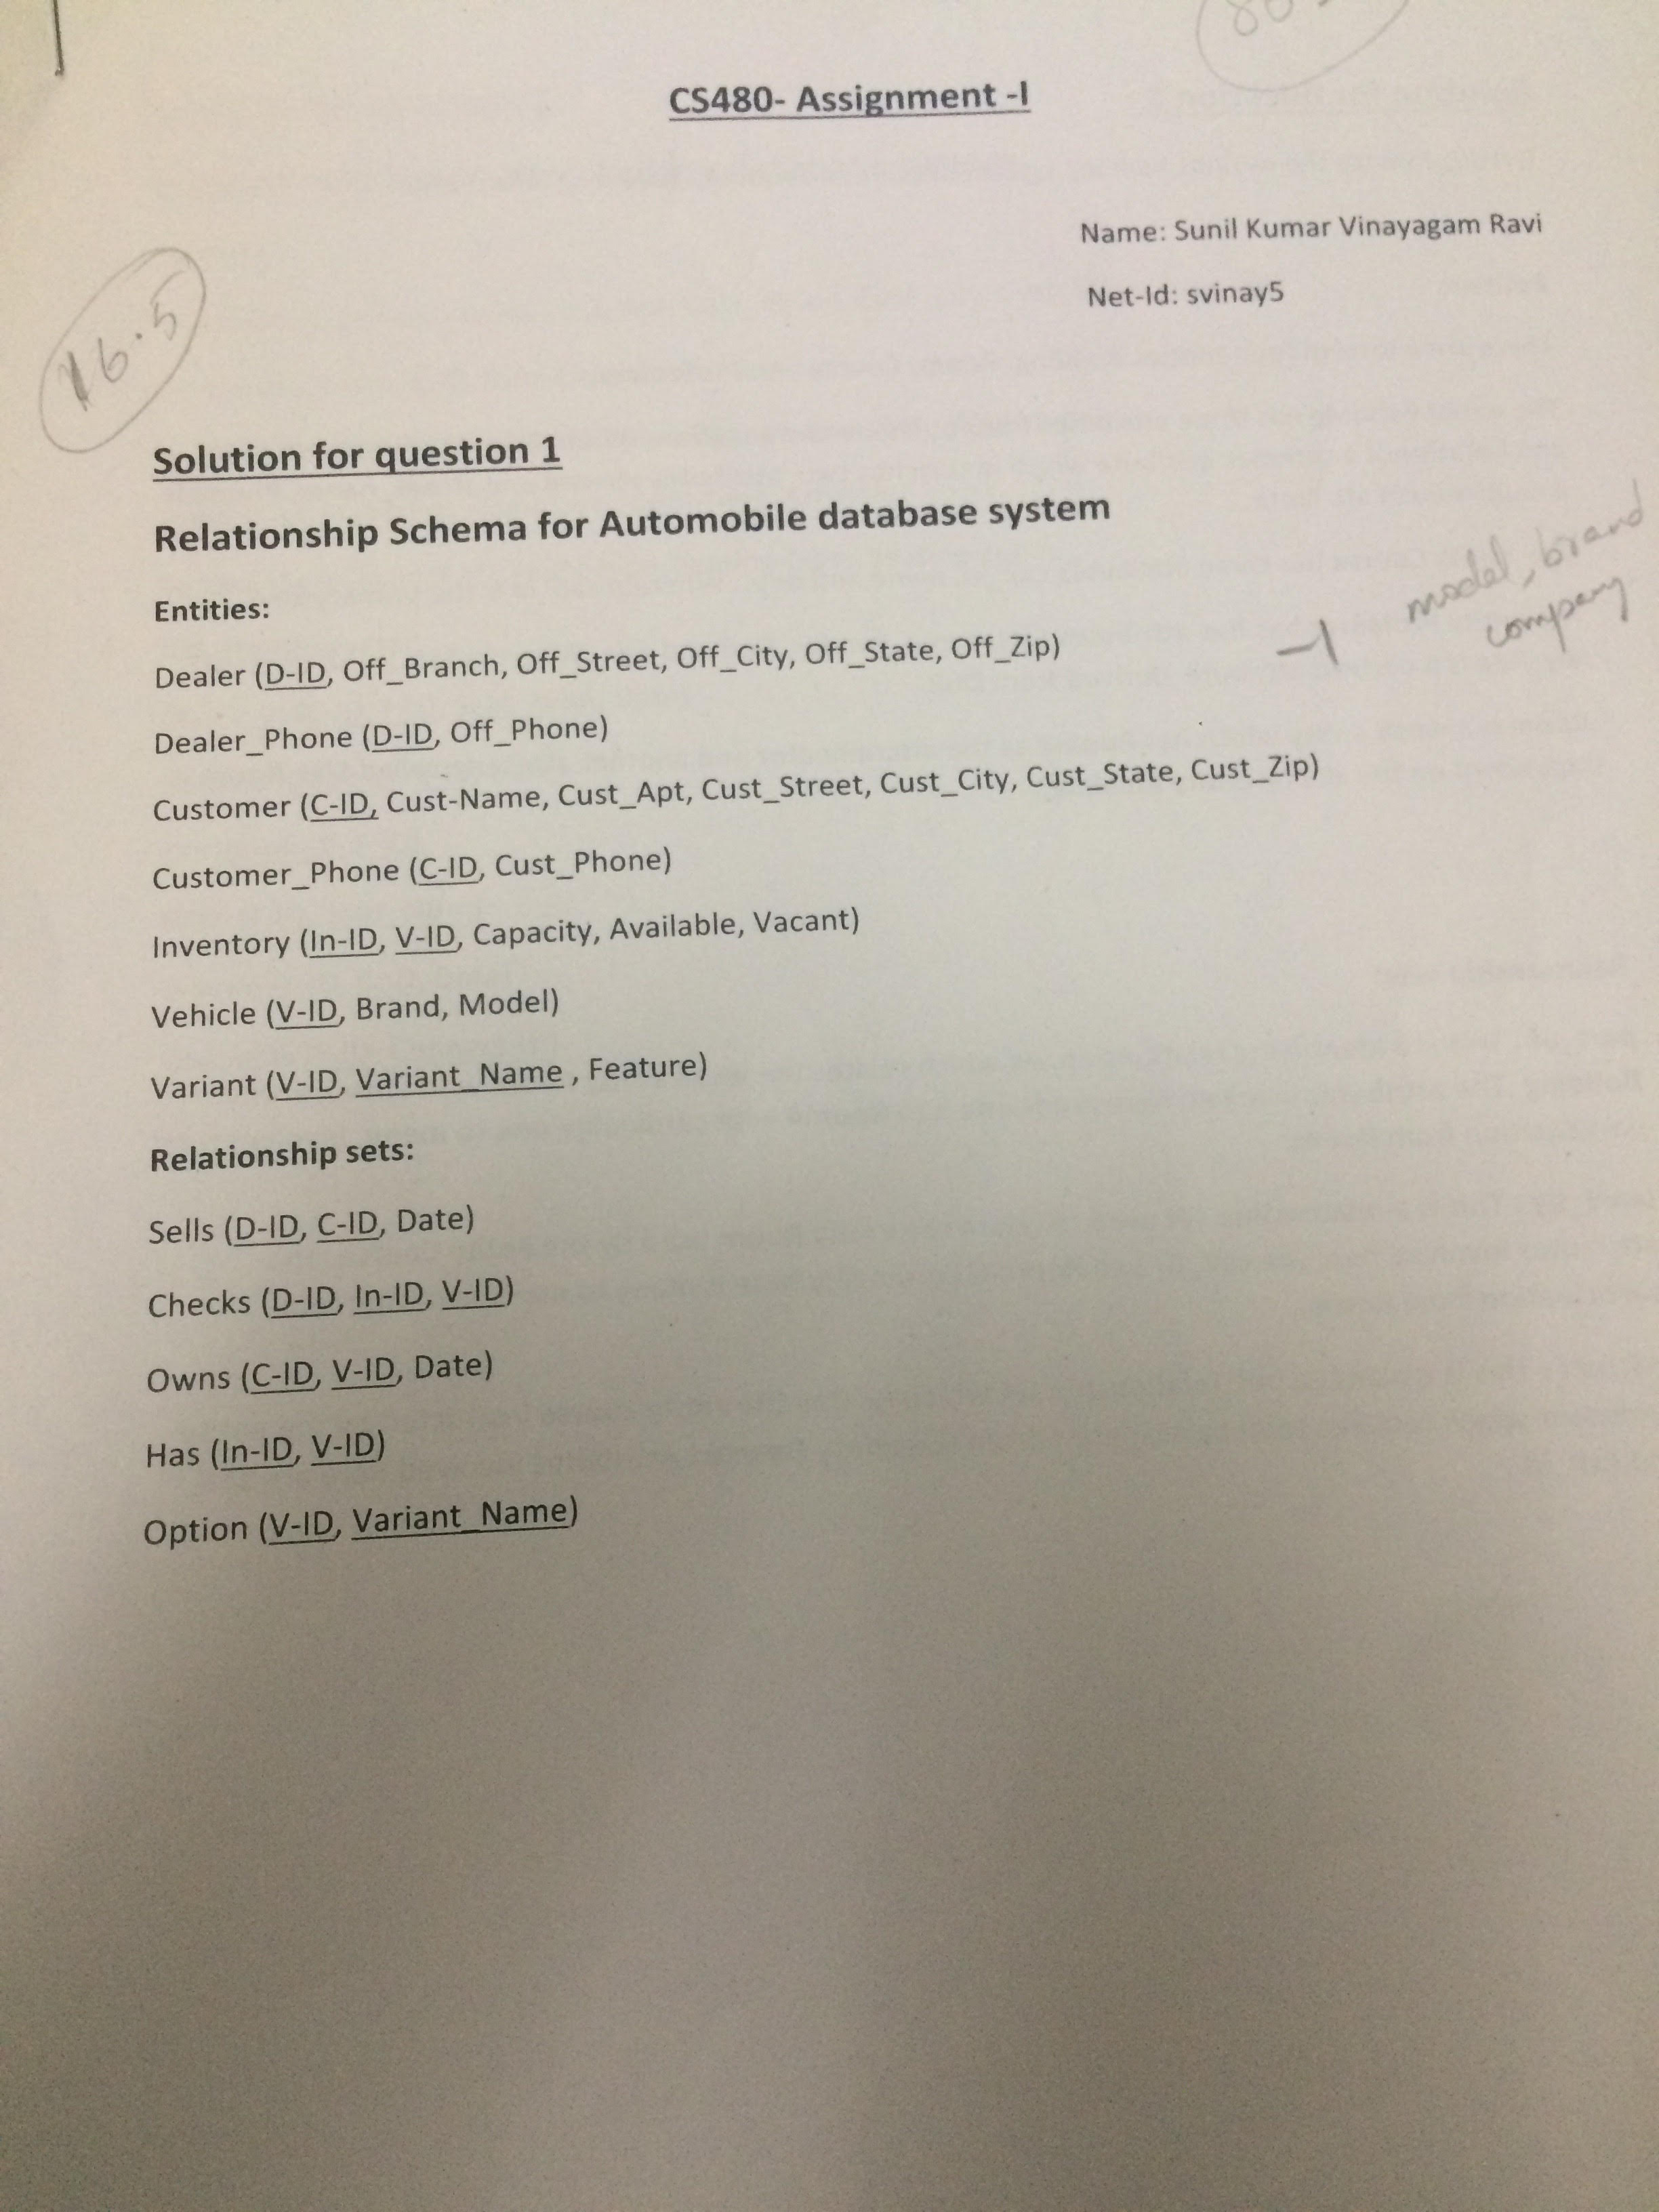 CS480- Assignment -I
Name: Sunil Kumar Vinayagam Ravi
Net-Id: svinay5
16.5
Solution for question 1
Relationship Schema for Automobile database system
model, brand
company
Entities:
-1
Dealer (D-ID, Off_Branch, Off_Street, Off_City, Off_State, Off_Zip)
Dealer_Phone (D-ID, Off_Phone)
Customer (C-ID, Cust-Name, Cust_Apt, Cust_Street, Cust_City, Cust_State, Cust_Zip)
Customer_Phone (C-ID, Cust_Phone)
Inventory (In-ID, V-ID, Capacity, Available, Vacant)
Vehicle (V-ID, Brand, Model)
Variant (V-ID, Variant_Name , Feature)
Relationship sets:
Sells (D-ID, C-ID, Date)
Checks (D-ID, In-ID, V-ID)
Owns (C-ID, V-ID, Date)
Has (In-ID, V-ID)
Option (V-ID, Variant_Name)